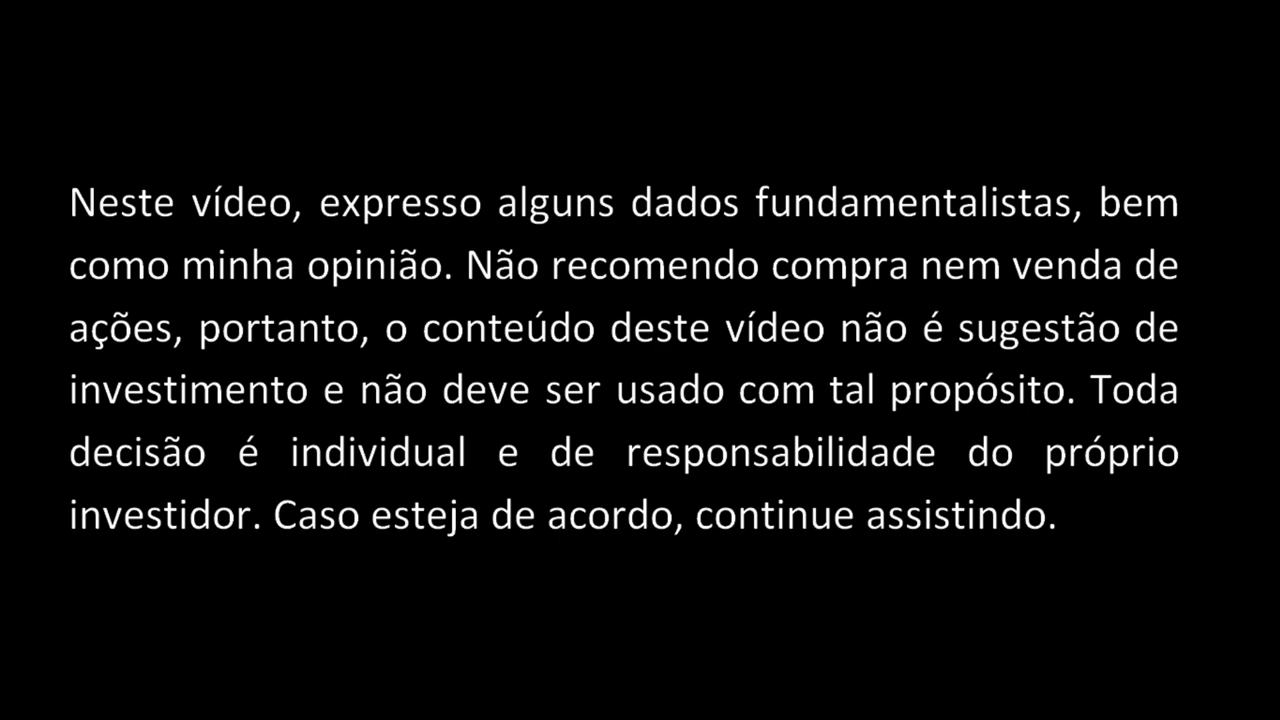 Neste vídeo, expresso alguns dados fundamentalistas, bem
como minha opinião. Não recomendo compra nem venda de
ações, portanto, o conteúdo deste vídeo não é sugestão de
investimento e não deve ser usado com tal propósito. Toda
decisão é individual e de responsabilidade do próprio
investidor. Caso esteja de acordo, continue assistindo.